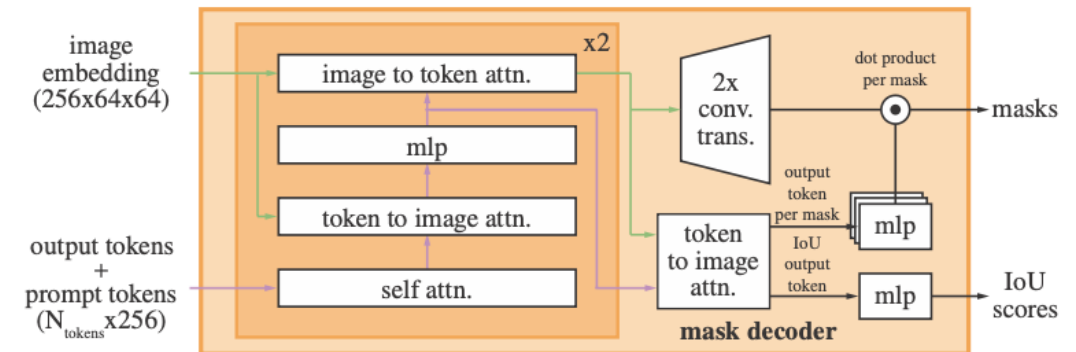 image
embedding
(256x64x64)
output tokens
+
prompt tokens
(N_tokens x256)
x2
image to token attn.
mlp
token to image attn.
self attn.
2x
conv.
trans.
dot product
per mask
masks
output
token
per mask
mlp
token
to image
attn.
IoU
output
token
mlp
IoU
scores
mask decoder